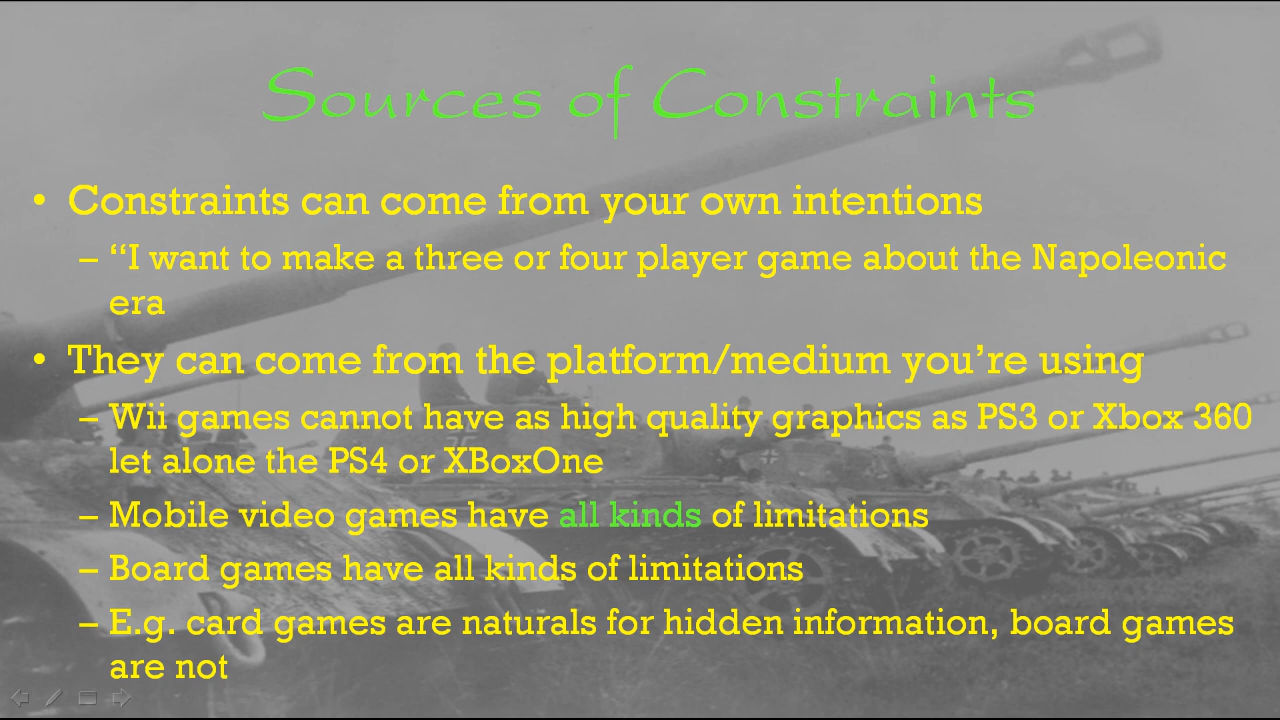 Sources of Constraints
• Constraints can come from your own intentions
– “I want to make a three or four player game about the Napoleonic
era
• They can come from the platform/medium you’re using
– Wii games cannot have as high quality graphics as PS3 or Xbox 360
let alone the PS4 or XBoxOne
– Mobile video games have all kinds of limitations
– Board games have all kinds of limitations
– E.g. card games are naturals for hidden information, board games
are not